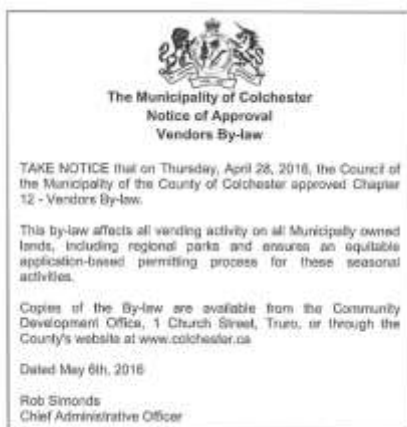 The Municipality of Colchester
Notice of Approval
Vendors By-law
TAKE NOTICE that on Thursday, April 28, 2016, the Council of
the Municipality of the County of Colchester approved Chapter
12 - Vendors By-law.
This by-law affects all vending activity on all Municipally owned
lands, including regional parks and ensures an equitable
application-based permitting process for these seasonal
activities.
Copies of the By-law are available from the Community
Development Office, 1 Church Street, Truro, or through the
County's website at www.colchester.ca
Dated May 6th, 2016
Rob Simonds
Chief Administrative Officer